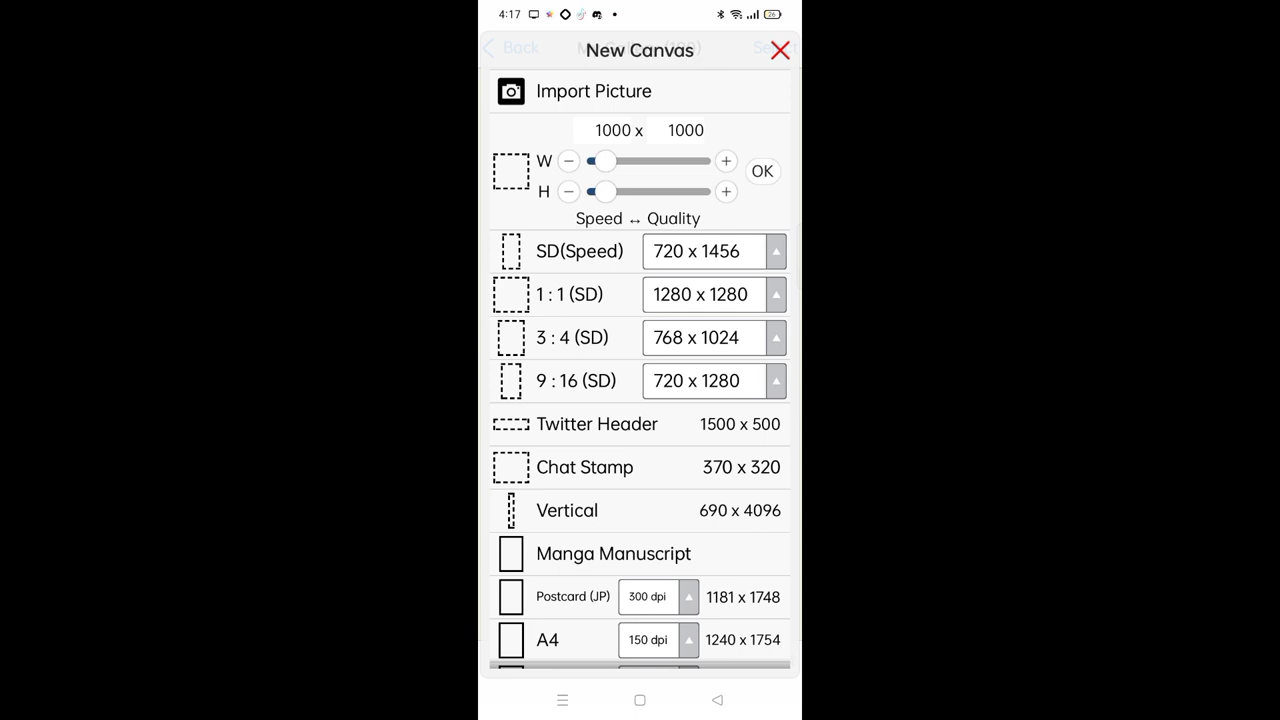 4:17 26
Back New Canvas
Import Picture
1000 x 1000
W OK
H
Speed ↔ Quality
SD(Speed) 720 x 1456
1 : 1 (SD) 1280 x 1280
3 : 4 (SD) 768 x 1024
9 : 16 (SD) 720 x 1280
Twitter Header 1500 x 500
Chat Stamp 370 x 320
Vertical 690 x 4096
Manga Manuscript
Postcard (JP) 300 dpi 1181 x 1748
A4 150 dpi 1240 x 1754